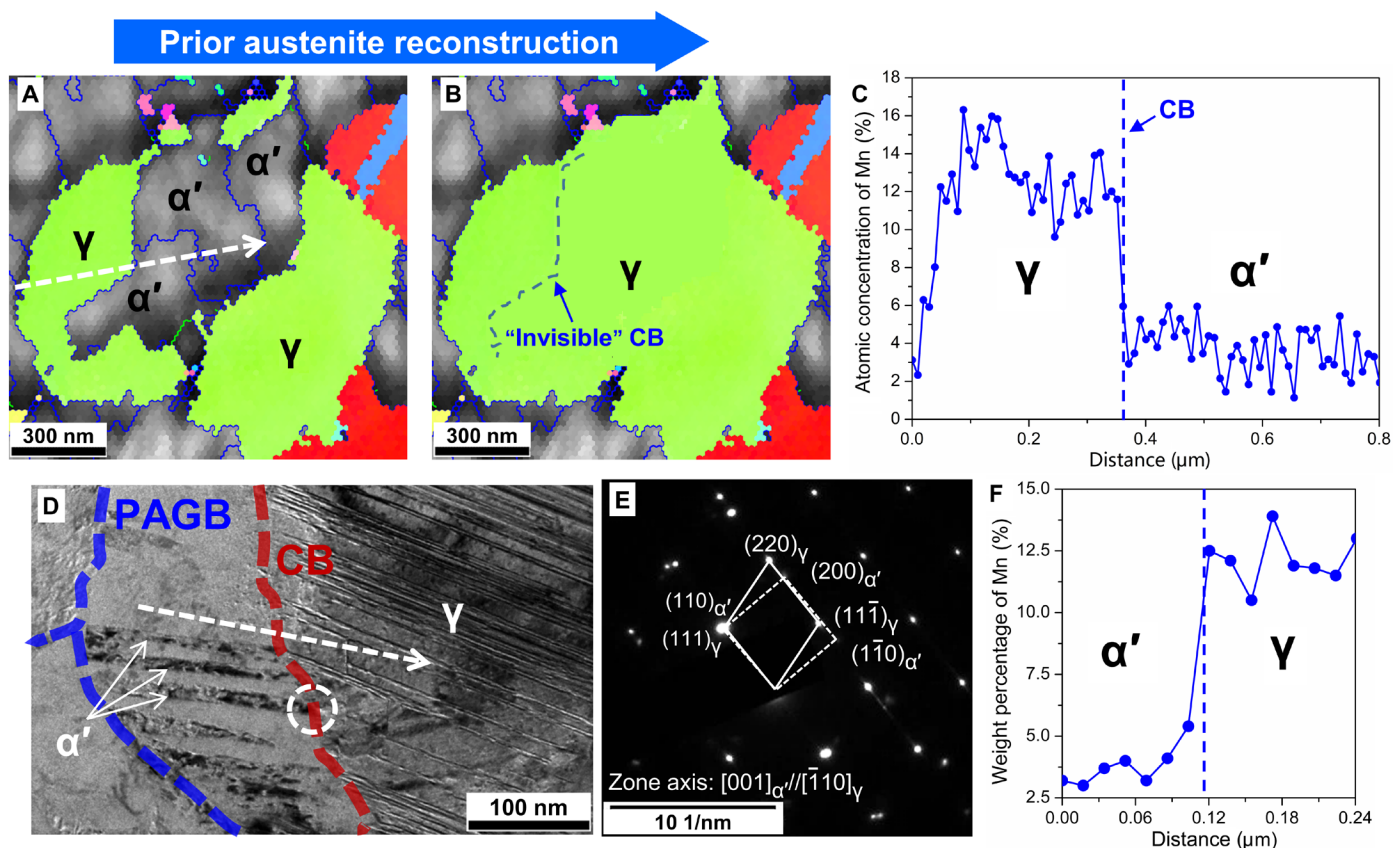 Prior austenite reconstruction
A
γ
α′
α′
α′
γ
300 nm
B
γ
“Invisible” CB
300 nm
C
Atomic concentration of Mn (%)
18
16
14
12
10
8
6
4
2
0
CB
γ
α′
0.0 0.2 0.4 0.6 0.8
Distance (μm)
D
PAGB
CB
γ
α′
100 nm
E
(220)γ
(200)α′
(110)α′
(111)γ
(111̅)γ
(11̅0)α′
Zone axis: [001]α′//[1̅10]γ
10 1/nm
F
Weight percentage of Mn (%)
15.0
12.5
10.0
7.5
5.0
2.5
α′
γ
0.00 0.06 0.12 0.18 0.24
Distance (μm)